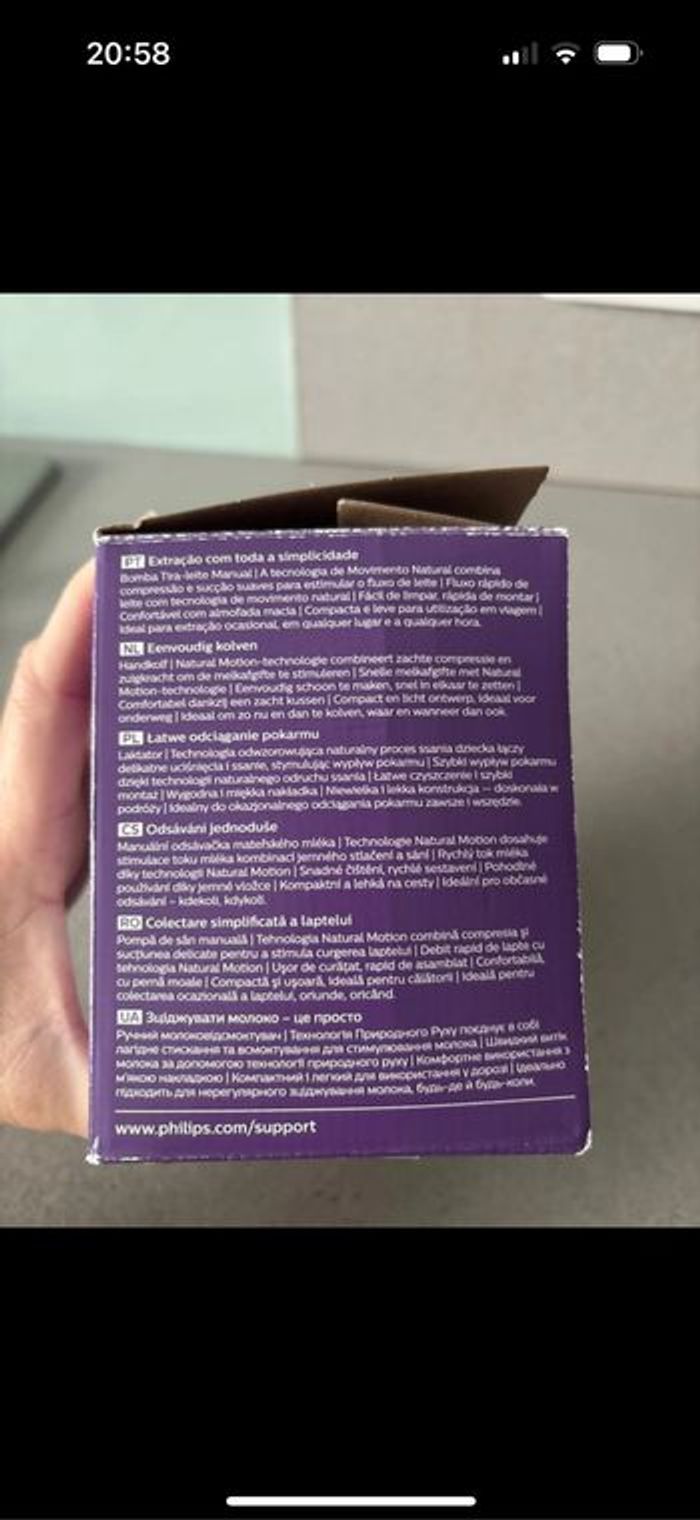 20:58
PT Extração com toda a simplicidade
Bomba Tira-leite Manual | A tecnologia de Movimento Natural combina
compressão e sucção suaves para estimular o fluxo de leite | Fluxo rápido de
leite com tecnologia de movimento natural | Fácil de limpar, rápida de montar |
Confortável com almofada macia | Compacta e leve para utilização em viagem |
Ideal para extração ocasional, em qualquer lugar e a qualquer hora.
NL Eenvoudig kolven
Handkolf | Natural Motion-technologie combineert zachte compressie en
zuigkracht om de melkafgifte te stimuleren | Snelle melkafgifte met Natural
Motion-technologie | Eenvoudig schoon te maken, snel in elkaar te zetten |
Comfortabel dankzij een zacht kussen | Compact en licht ontwerp, ideaal voor
onderweg | Ideaal om zo nu en dan te kolven, waar en wanneer dan ook.
PL Łatwe odciąganie pokarmu
Laktator | Technologia odwzorowująca naturalny proces ssania dziecka łączy
delikatne uciśnięcia i ssanie, stymulując wypływ pokarmu | Szybki wypływ pokarmu
dzięki technologii naturalnego odruchu ssania | Łatwe czyszczenie i szybki
montaż | Wygodna i miękka nakładka | Niewielka i lekka konstrukcja — doskonała w
podróży | Idealny do okazjonalnego odciągania pokarmu zawsze i wszędzie.
CS Odsávání jednoduše
Manuální odsávačka mateřského mléka | Technologie Natural Motion dosahuje
stimulace toku mléka kombinací jemného stlačení a sání | Rychlý tok mléka
díky technologii Natural Motion | Snadné čištění, rychlé sestavení | Pohodlné
používání díky jemné vložce | Kompaktní a lehká na cesty | Ideální pro občasné
odsávání – kdekoli, kdykoli.
RO Colectare simplificată a laptelui
Pompă de sân manuală | Tehnologia Natural Motion combină compresia şi
sucţiunea delicate pentru a stimula curgerea laptelui | Debit rapid de lapte cu
tehnologia Natural Motion | Uşor de curăţat, rapid de asamblat | Confortabilă,
cu pernă moale | Compactă şi uşoară, ideală pentru călătorii | Ideală pentru
colectarea ocazională a laptelui, oriunde, oricând.
UA Зціджувати молоко – це просто
Ручний молоковідсмоктувач | Технологія Природного Руху поєднує в собі
лагідне стискання та всмоктування для стимулювання молока | Швидкий витік
молока за допомогою технології природного руху | Комфортне використання з
м'якою накладкою | Компактний і легкий для використання у дорозі | Ідеально
підходить для нерегулярного зціджування молока, будь-де й будь-коли.
www.philips.com/support